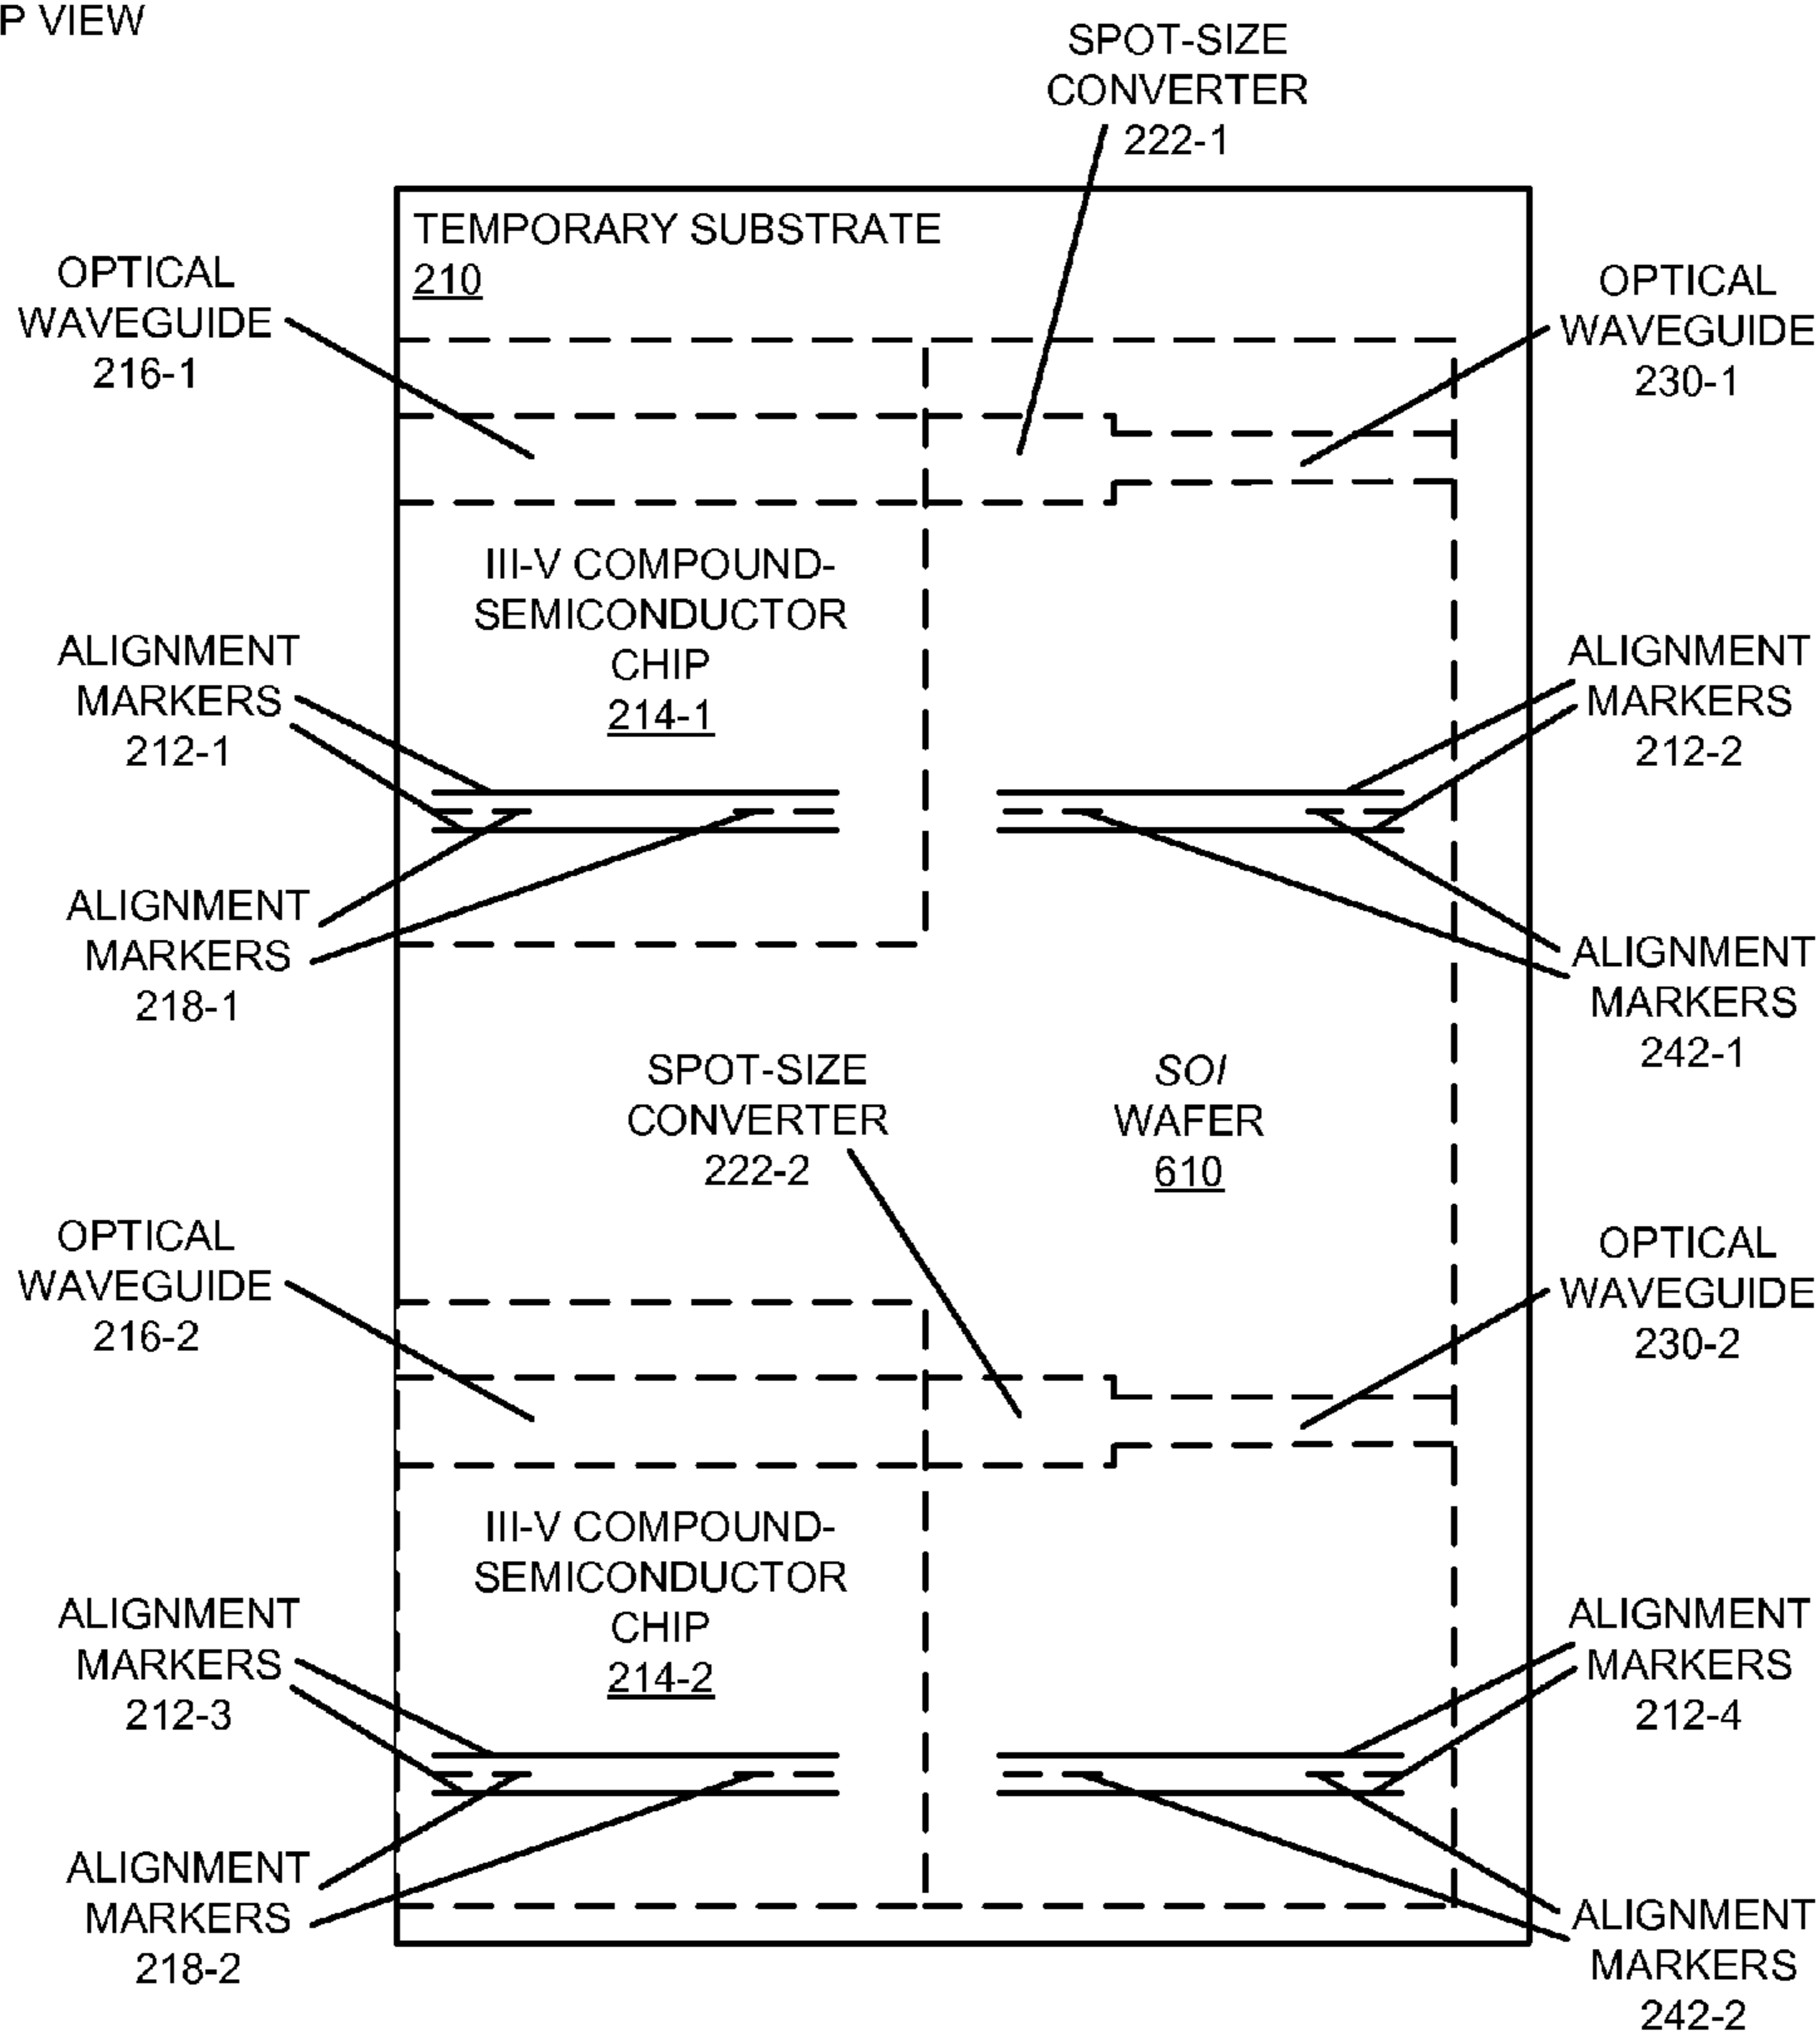 P VIEW
SPOT-SIZE
CONVERTER
222-1
TEMPORARY SUBSTRATE
210
OPTICAL
WAVEGUIDE
216-1
OPTICAL
WAVEGUIDE
230-1
III-V COMPOUND-
SEMICONDUCTOR
CHIP
214-1
ALIGNMENT
MARKERS
212-1
ALIGNMENT
MARKERS
212-2
ALIGNMENT
MARKERS
218-1
ALIGNMENT
MARKERS
242-1
SPOT-SIZE
CONVERTER
222-2
SOI
WAFER
610
OPTICAL
WAVEGUIDE
216-2
OPTICAL
WAVEGUIDE
230-2
III-V COMPOUND-
SEMICONDUCTOR
CHIP
214-2
ALIGNMENT
MARKERS
212-3
ALIGNMENT
MARKERS
212-4
ALIGNMENT
MARKERS
218-2
ALIGNMENT
MARKERS
242-2